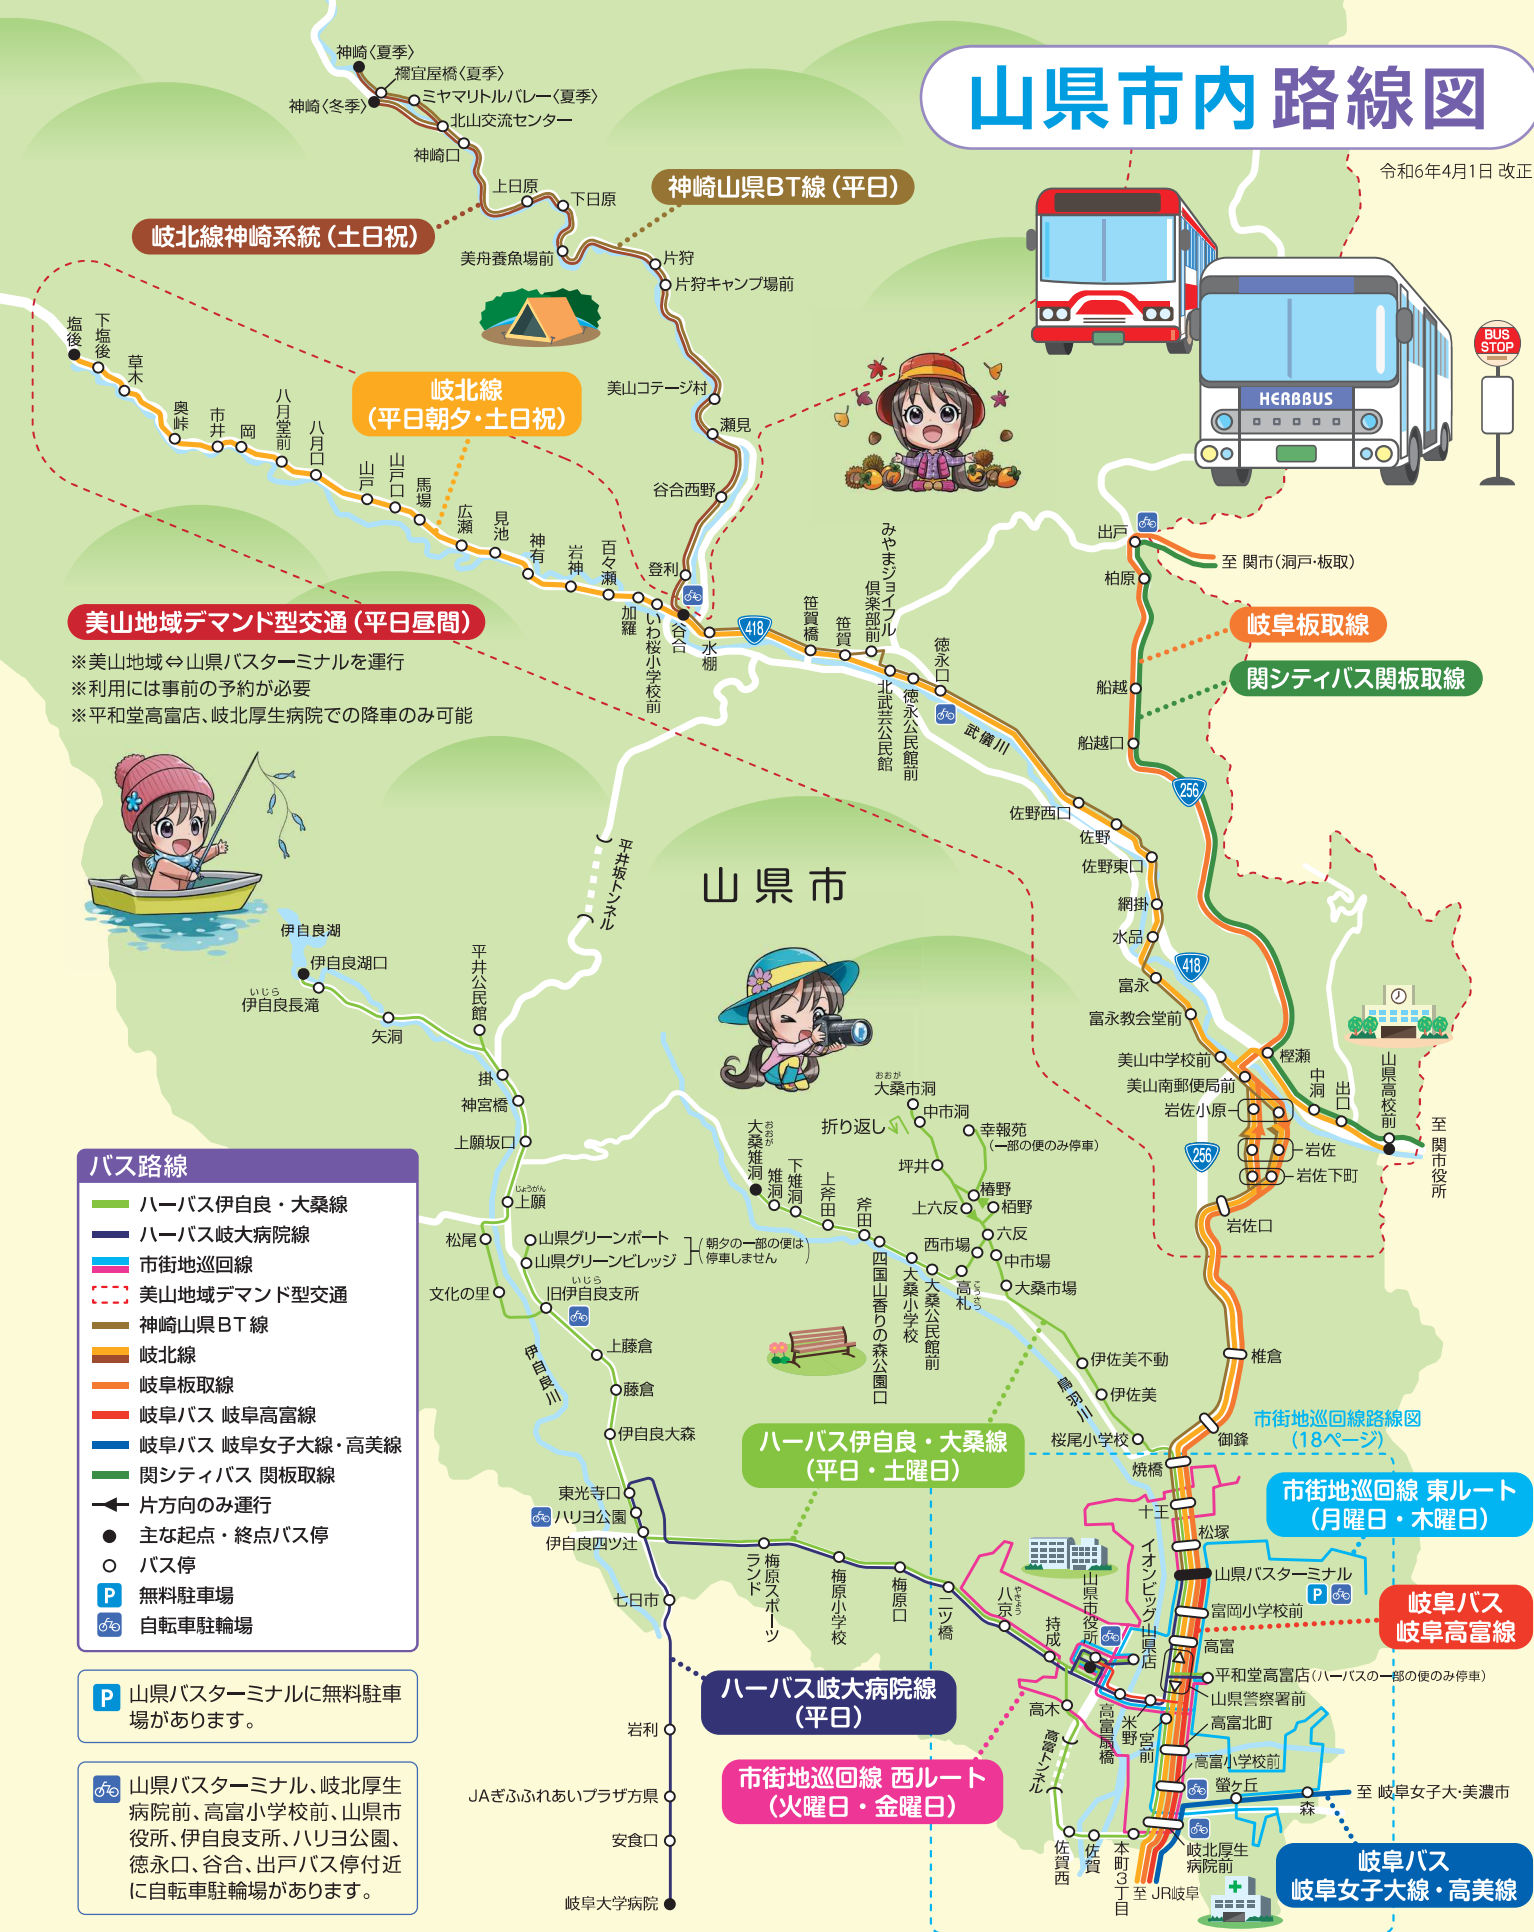 山県市内 路線図
令和6年4月1日 改正
神崎〈夏季〉
禰宜屋橋〈夏季〉
神崎〈冬季〉
ミヤマリトルバレー〈夏季〉
北山交流センター
神崎口
上日原
下日原
神崎山県BT線（平日）
岐北線神崎系統（土日祝）
美舟養魚場前
片狩
片狩キャンプ場前
美山コテージ村
瀬見
谷合西野
登利
塩後
下塩後
草木
奥峠
市井
岡
八月堂前
八月口
山戸
山戸口
馬場
広瀬
見池
神有
岩神
百々瀬
加羅
いわ桜小学校前
谷合
水棚
岐北線
（平日朝夕・土日祝）
418
笹賀橋
笹賀
倶楽部前
みやまジョイフル
北武芸公民館
徳永公民館前
徳永口
武儀川
BUS
STOP
HERBBUS
出戸
至 関市（洞戸・板取）
柏原
岐阜板取線
関シティバス関板取線
船越
船越口
256
美山地域デマンド型交通（平日昼間）
※美山地域⇔山県バスターミナルを運行
※利用には事前の予約が必要
※平和堂高富店、岐北厚生病院での降車のみ可能
佐野西口
佐野
佐野東口
網掛
水品
418
富永
富永教会堂前
美山中学校前
美山南郵便局前
樫瀬
中洞
出口
山県高校前
至 関市役所
岩佐小原
岩佐
岩佐下町
256
岩佐口
山県市
平井坂トンネル
伊自良湖
伊自良湖口
いじら
伊自良長滝
矢洞
平井公民館
掛
神宮橋
上願坂口
じょうがん
上願
松尾
山県グリーンポート
山県グリーンビレッジ
朝夕の一部の便は
停車しません
文化の里
いじら
旧伊自良支所
上藤倉
藤倉
伊自良川
伊自良大森
東光寺口
ハリヨ公園
伊自良四ツ辻
七日市
岩利
JAぎふふれあいプラザ方県
安食口
岐阜大学病院
おおが
大桑市洞
中市洞
折り返し
幸報苑
（一部の便のみ停車）
坪井
椿野
上六反
栢野
六反
西市場
中市場
大桑市場
おおが
大桑雉洞
雉洞
下雉洞
上斧田
斧田
四国山香りの森公園口
大桑小学校
大桑公民館前
高札
こうさつ
伊佐美不動
伊佐美
鳥羽川
桜尾小学校
椎倉
御鋒
焼橋
市街地巡回線路線図
（18ページ）
ハーバス伊自良・大桑線
（平日・土曜日）
市街地巡回線 東ルート
（月曜日・木曜日）
十王
松塚
イオンビッグ山県店
山県バスターミナル
P
富岡小学校前
高富
平和堂高富店（ハーバスの一部の便のみ停車）
山県警察署前
高富北町
高富小学校前
螢ヶ丘
森
至 岐阜女子大・美濃市
岐北厚生
病院前
至 JR岐阜
岐阜バス
岐阜高富線
岐阜バス
岐阜女子大線・高美線
梅原スポーツ
ランド
梅原小学校
梅原口
二ツ橋
八京
やきょう
持成
山県市役所
高木
高富扇橋
米野
宮前
高富トンネル
佐賀西
佐賀
本町3丁目
ハーバス岐大病院線
（平日）
市街地巡回線 西ルート
（火曜日・金曜日）
バス路線
ハーバス伊自良・大桑線
ハーバス岐大病院線
市街地巡回線
美山地域デマンド型交通
神崎山県BT線
岐北線
岐阜板取線
岐阜バス 岐阜高富線
岐阜バス 岐阜女子大線・高美線
関シティバス 関板取線
片方向のみ運行
主な起点・終点バス停
バス停
P 無料駐車場
自転車駐輪場
P 山県バスターミナルに無料駐車
場があります。
山県バスターミナル、岐北厚生
病院前、高富小学校前、山県市
役所、伊自良支所、ハリヨ公園、
徳永口、谷合、出戸バス停付近
に自転車駐輪場があります。